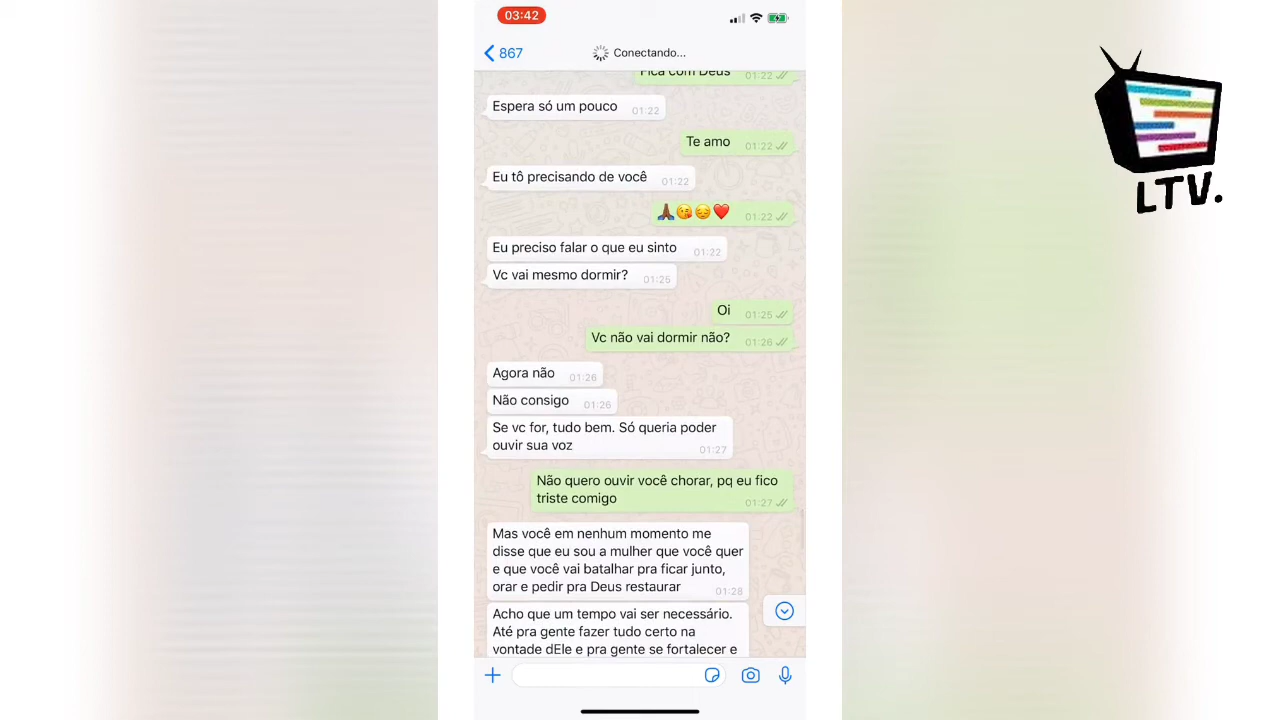 03:42
867
Conectando...
Fica com Deus 01:22
Espera só um pouco 01:22
Te amo 01:22
Eu tô precisando de você 01:22
01:22
Eu preciso falar o que eu sinto 01:22
Vc vai mesmo dormir? 01:25
Oi 01:25
Vc não vai dormir não? 01:26
Agora não 01:26
Não consigo 01:26
Se vc for, tudo bem. Só queria poder
ouvir sua voz 01:27
Não quero ouvir você chorar, pq eu fico
triste comigo 01:27
Mas você em nenhum momento me
disse que eu sou a mulher que você quer
e que você vai batalhar pra ficar junto,
orar e pedir pra Deus restaurar 01:28
Acho que um tempo vai ser necessário.
Até pra gente fazer tudo certo na
vontade dEle e pra gente se fortalecer e
LTV.